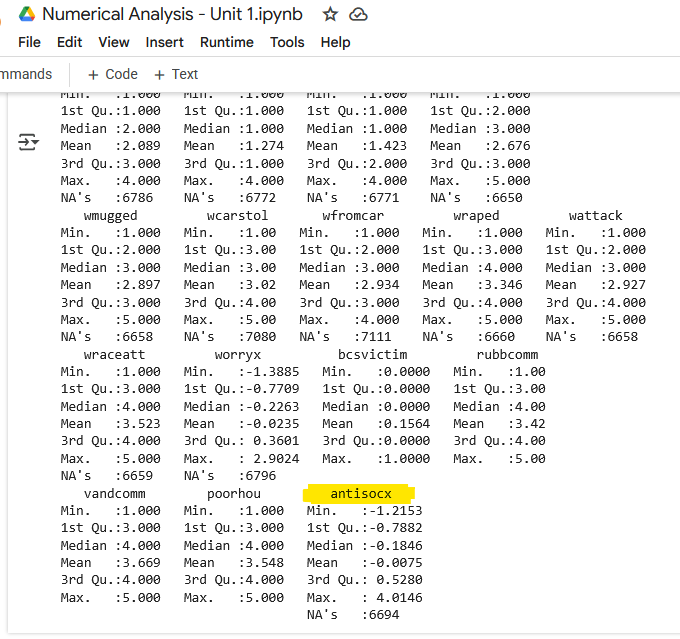 Numerical Analysis - Unit 1.ipynb
File Edit View Insert Runtime Tools Help
mmands + Code + Text
Min. :1.000 Min. :1.000 Min. :1.000 Min. :1.000
1st Qu.:1.000 1st Qu.:1.000 1st Qu.:1.000 1st Qu.:2.000
Median :2.000 Median :1.000 Median :1.000 Median :3.000
Mean :2.089 Mean :1.274 Mean :1.423 Mean :2.676
3rd Qu.:3.000 3rd Qu.:1.000 3rd Qu.:2.000 3rd Qu.:3.000
Max. :4.000 Max. :4.000 Max. :4.000 Max. :5.000
NA's :6786 NA's :6772 NA's :6771 NA's :6650
wmugged wcarstol wfromcar wraped wattack
Min. :1.000 Min. :1.00 Min. :1.000 Min. :1.000 Min. :1.000
1st Qu.:2.000 1st Qu.:3.00 1st Qu.:2.000 1st Qu.:3.000 1st Qu.:2.000
Median :3.000 Median :3.00 Median :3.000 Median :4.000 Median :3.000
Mean :2.897 Mean :3.02 Mean :2.934 Mean :3.346 Mean :2.927
3rd Qu.:3.000 3rd Qu.:4.00 3rd Qu.:3.000 3rd Qu.:4.000 3rd Qu.:4.000
Max. :5.000 Max. :5.00 Max. :4.000 Max. :5.000 Max. :5.000
NA's :6658 NA's :7080 NA's :7111 NA's :6660 NA's :6658
wraceatt worryx bcsvictim rubbcomm
Min. :1.000 Min. :-1.3885 Min. :0.0000 Min. :1.00
1st Qu.:3.000 1st Qu.:-0.7709 1st Qu.:0.0000 1st Qu.:3.00
Median :4.000 Median :-0.2263 Median :0.0000 Median :4.00
Mean :3.523 Mean :-0.0235 Mean :0.1564 Mean :3.42
3rd Qu.:4.000 3rd Qu.: 0.3601 3rd Qu.:0.0000 3rd Qu.:4.00
Max. :5.000 Max. : 2.9024 Max. :1.0000 Max. :5.00
NA's :6659 NA's :6796
vandcomm poorhou antisocx
Min. :1.000 Min. :1.000 Min. :-1.2153
1st Qu.:3.000 1st Qu.:3.000 1st Qu.:-0.7882
Median :4.000 Median :4.000 Median :-0.1846
Mean :3.669 Mean :3.548 Mean :-0.0075
3rd Qu.:4.000 3rd Qu.:4.000 3rd Qu.: 0.5280
Max. :5.000 Max. :5.000 Max. : 4.0146
NA's :6694